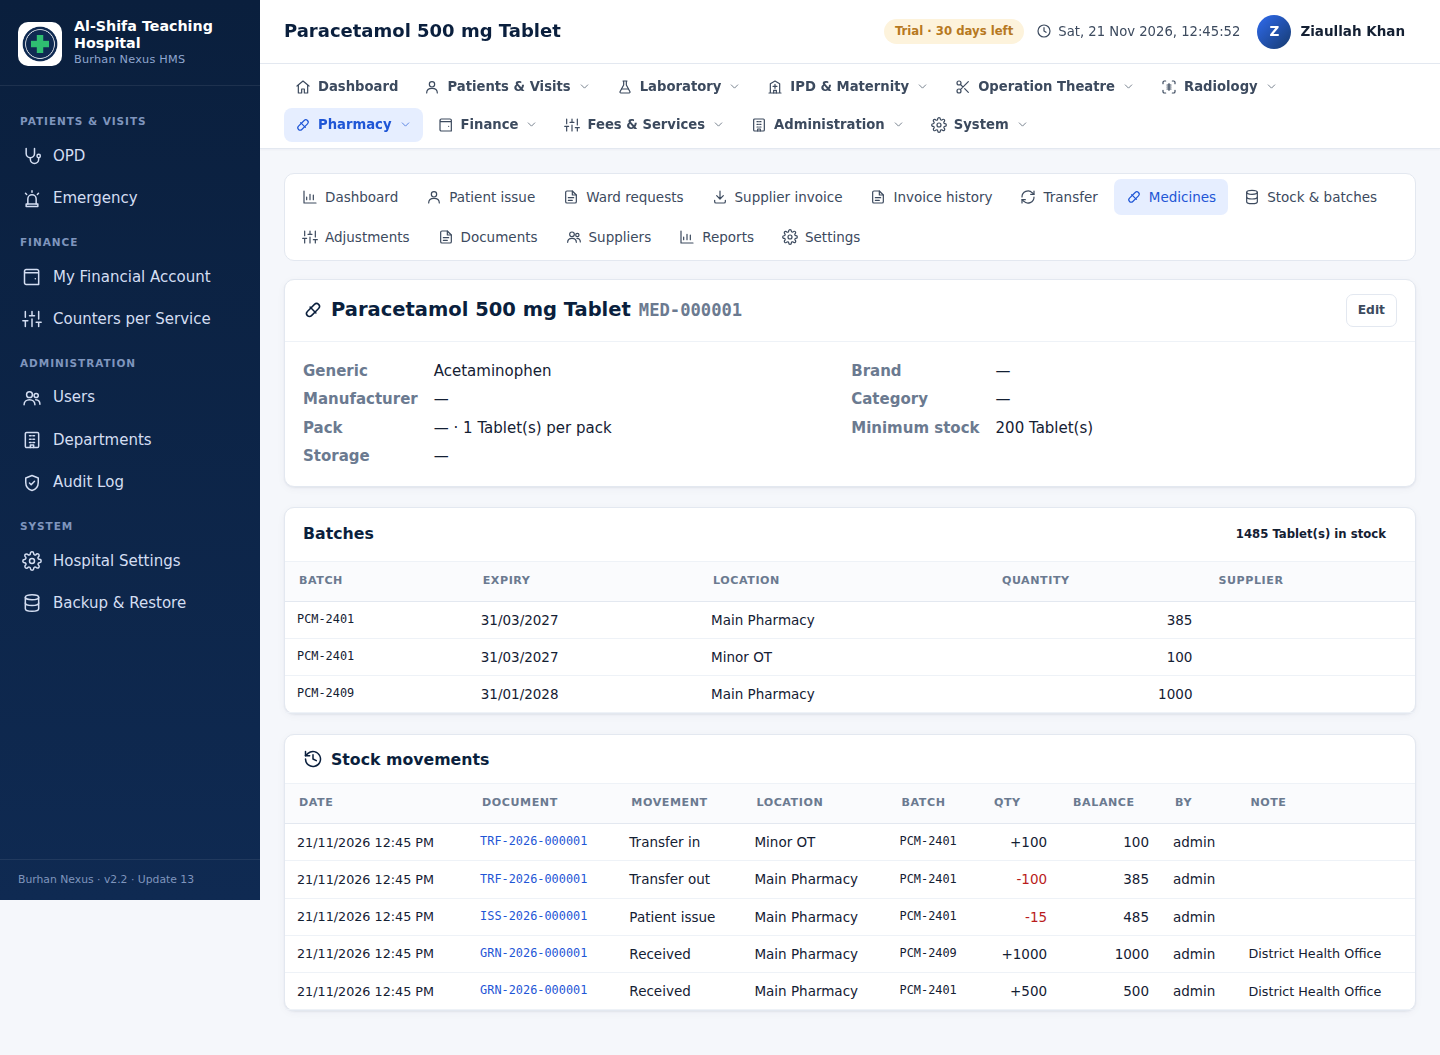 Al-Shifa Teaching
Hospital
Burhan Nexus HMS
PATIENTS & VISITS
OPD
Emergency
FINANCE
My Financial Account
Counters per Service
ADMINISTRATION
Users
Departments
Audit Log
SYSTEM
Hospital Settings
Backup & Restore
Burhan Nexus · v2.2 · Update 13
Paracetamol 500 mg Tablet
Trial · 30 days left
Sat, 21 Nov 2026, 12:45:52
Z
Ziaullah Khan
Dashboard Patients & Visits Laboratory IPD & Maternity Operation Theatre Radiology
Pharmacy Finance Fees & Services Administration System
Dashboard Patient issue Ward requests Supplier invoice Invoice history Transfer Medicines Stock & batches
Adjustments Documents Suppliers Reports Settings
Paracetamol 500 mg Tablet MED-000001 Edit
Generic Acetaminophen Brand —
Manufacturer — Category —
Pack — · 1 Tablet(s) per pack Minimum stock 200 Tablet(s)
Storage —
Batches 1485 Tablet(s) in stock
BATCH EXPIRY LOCATION QUANTITY SUPPLIER
PCM-2401 31/03/2027 Main Pharmacy 385
PCM-2401 31/03/2027 Minor OT 100
PCM-2409 31/01/2028 Main Pharmacy 1000
Stock movements
DATE DOCUMENT MOVEMENT LOCATION BATCH QTY BALANCE BY NOTE
21/11/2026 12:45 PM TRF-2026-000001 Transfer in Minor OT PCM-2401 +100 100 admin
21/11/2026 12:45 PM TRF-2026-000001 Transfer out Main Pharmacy PCM-2401 -100 385 admin
21/11/2026 12:45 PM ISS-2026-000001 Patient issue Main Pharmacy PCM-2401 -15 485 admin
21/11/2026 12:45 PM GRN-2026-000001 Received Main Pharmacy PCM-2409 +1000 1000 admin District Health Office
21/11/2026 12:45 PM GRN-2026-000001 Received Main Pharmacy PCM-2401 +500 500 admin District Health Office